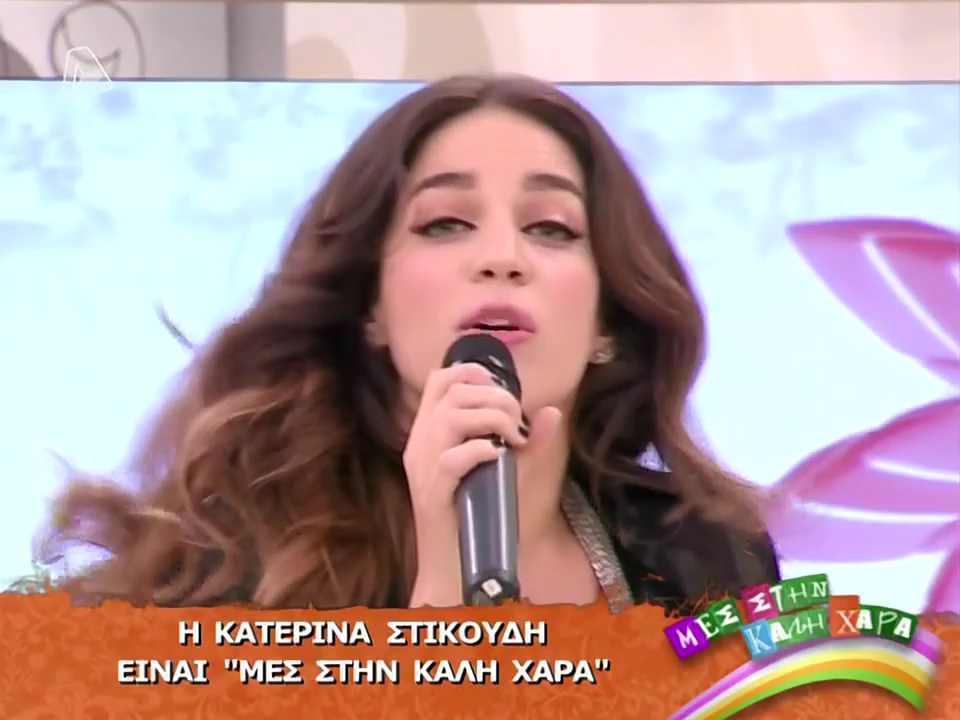 Η ΚΑΤΕΡΙΝΑ ΣΤΙΚΟΥΔΗ
ΕΙΝΑΙ "ΜΕΣ ΣΤΗΝ ΚΑΛΗ ΧΑΡΑ"
ΜΕΣ ΣΤΗΝ
ΚΑΛΗ ΧΑΡΑ